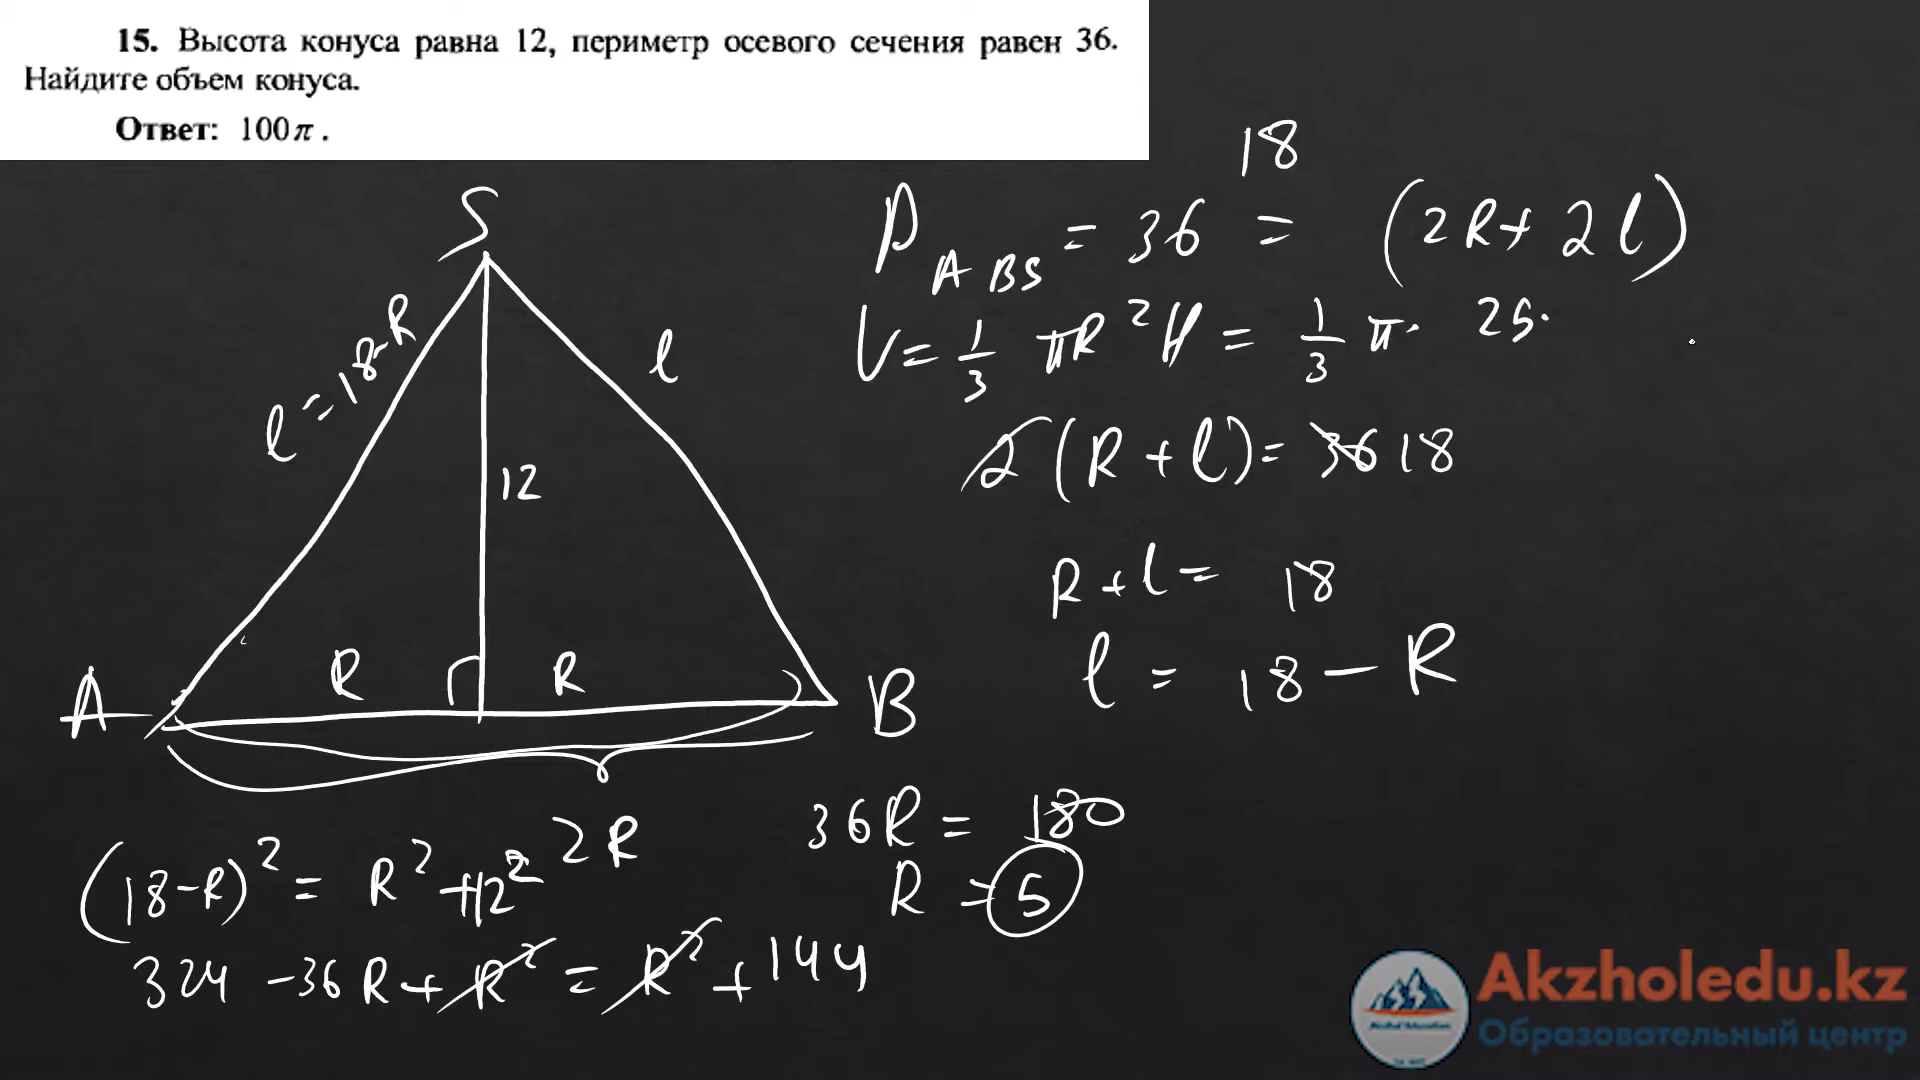 15. Высота конуса равна 12, периметр осевого сечения равен 36.
Найдите объем конуса.
Ответ: 100π.
18
P ABS = 36 = (2R + 2l)
V = 1/3 πR²H = 1/3 π · 25 ·
2(R + l) = 36 18
R + l = 18
l = 18 − R
S
l = 18 − R
l
12
R
R
A
B
2R
(18 − R)² = R² + 12²
324 − 36R + R² = R² + 144
36R = 180
R = 5
Akzholedu.kz
Образовательный центр